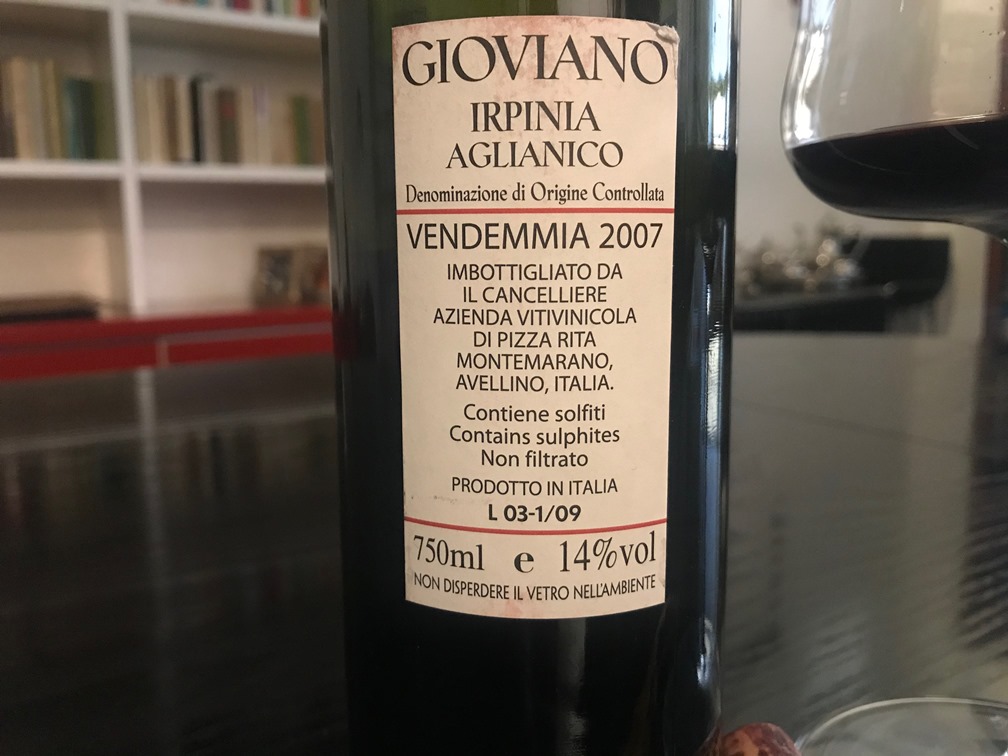 GIOVIANO
IRPINIA
AGLIANICO
Denominazione di Origine Controllata
VENDEMMIA 2007
IMBOTTIGLIATO DA
IL CANCELLIERE
AZIENDA VITIVINICOLA
DI PIZZA RITA
MONTEMARANO,
AVELLINO, ITALIA.
Contiene solfiti
Contains sulphites
Non filtrato
PRODOTTO IN ITALIA
L 03-1/09
750ml e 14%vol
NON DISPERDERE IL VETRO NELL'AMBIENTE